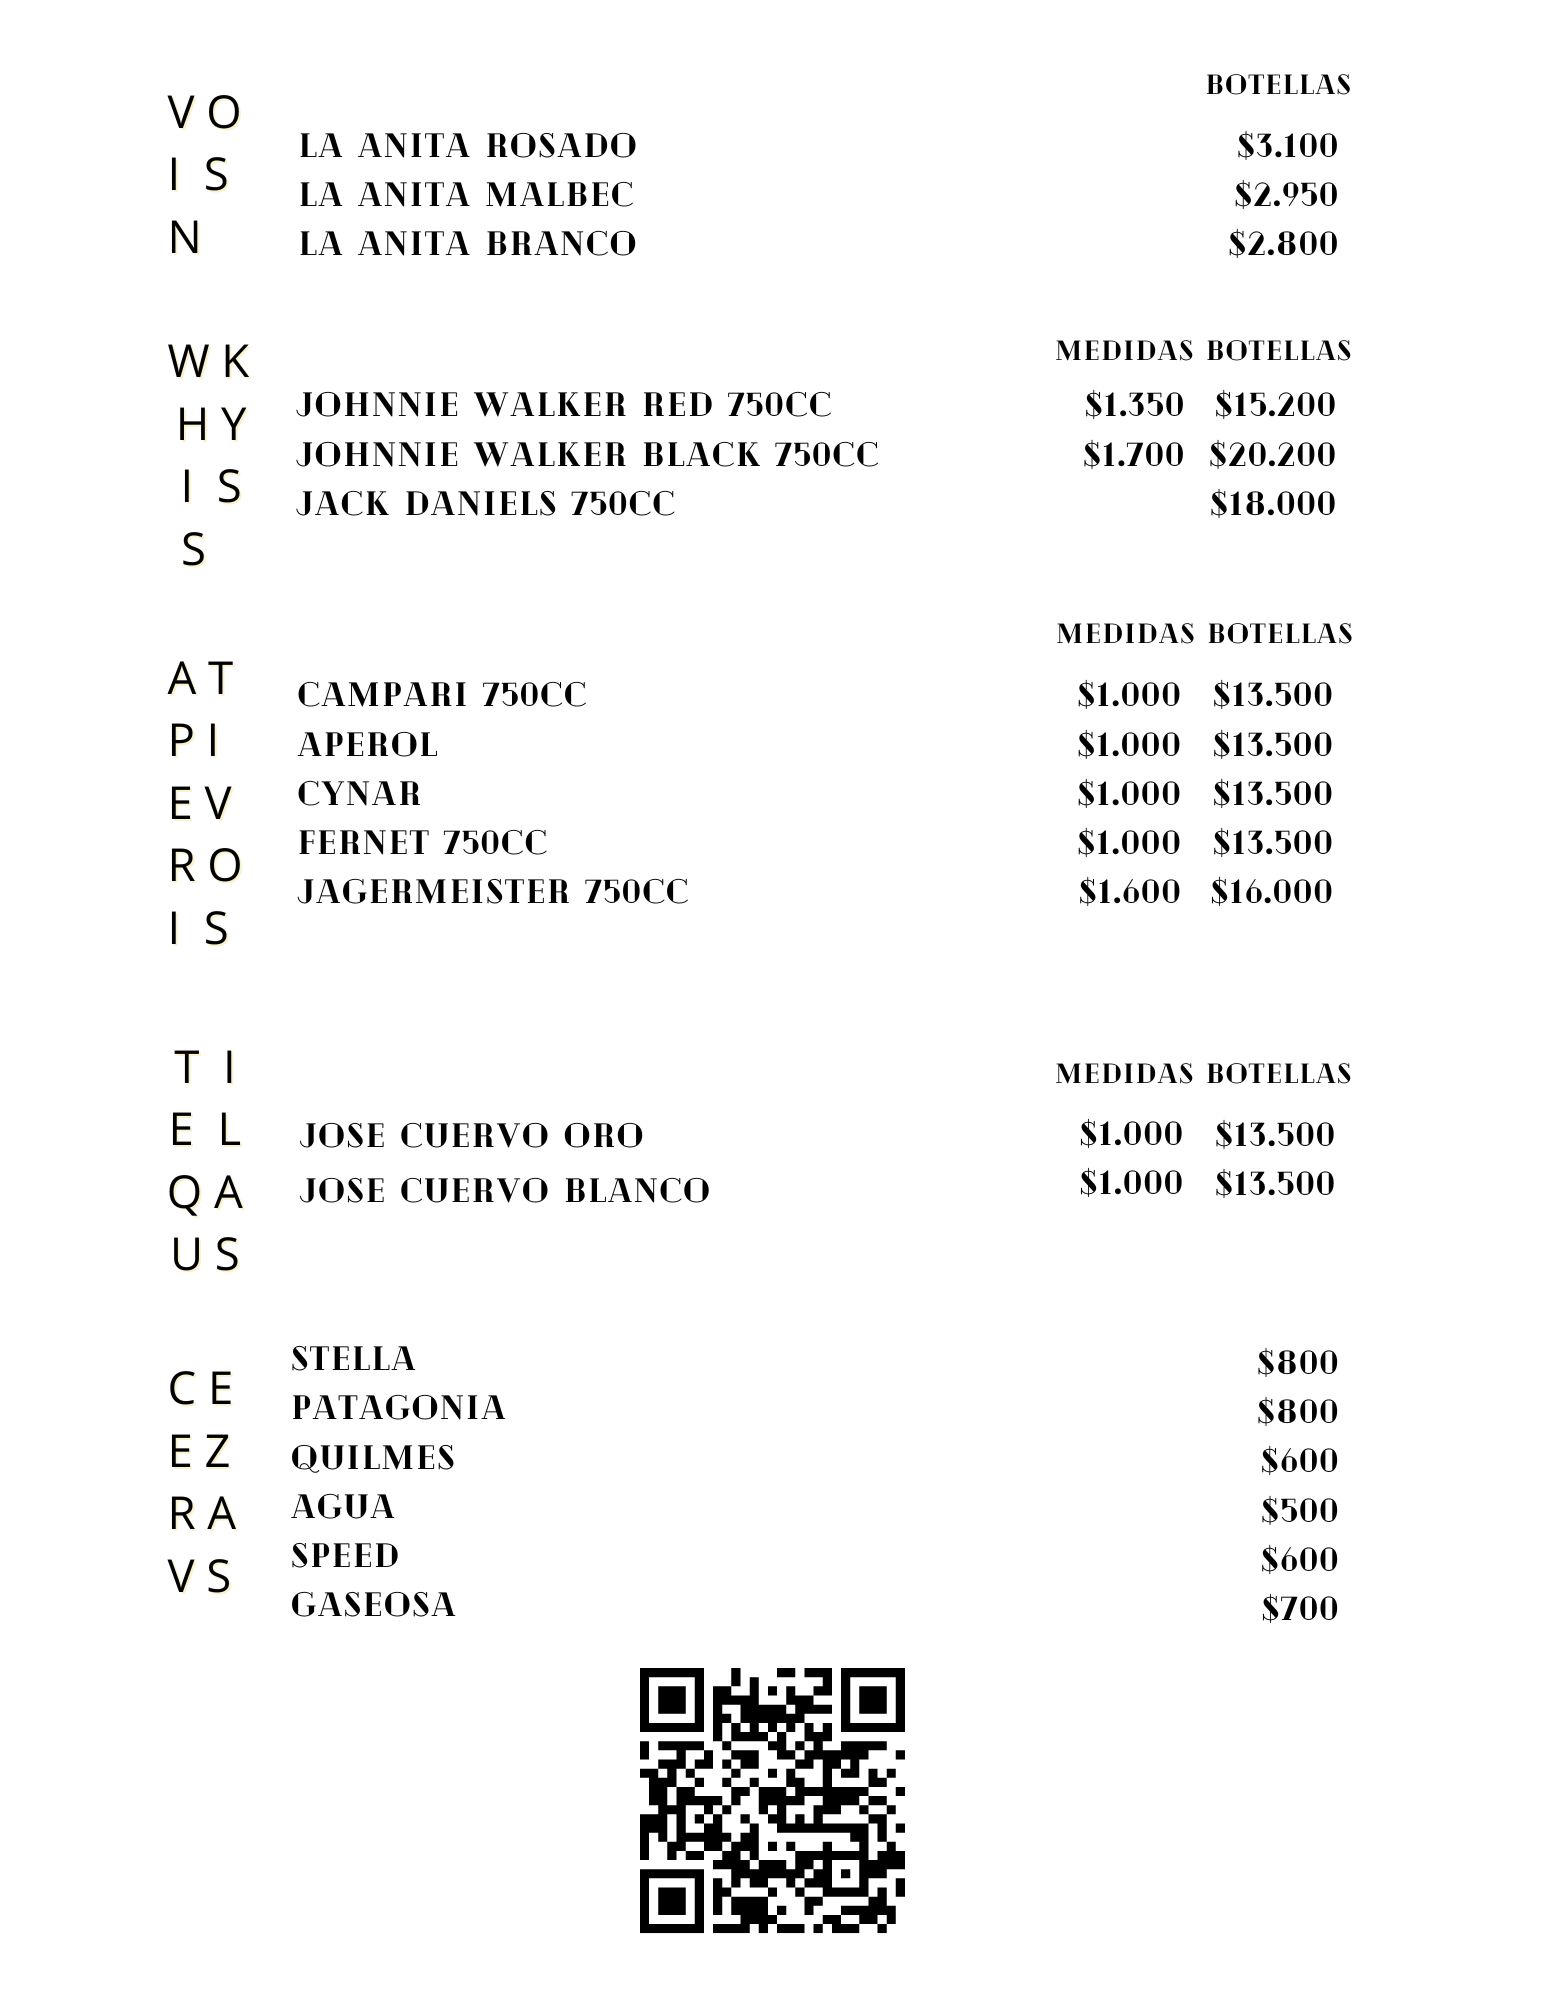 BOTELLAS
V O
I S
N
LA ANITA ROSADO $3.100
LA ANITA MALBEC $2.950
LA ANITA BRANCO $2.800
MEDIDAS BOTELLAS
W K
H Y
I S
S
JOHNNIE WALKER RED 750CC $1.350 $15.200
JOHNNIE WALKER BLACK 750CC $1.700 $20.200
JACK DANIELS 750CC $18.000
MEDIDAS BOTELLAS
A T
P I
E V
R O
I S
CAMPARI 750CC $1.000 $13.500
APEROL $1.000 $13.500
CYNAR $1.000 $13.500
FERNET 750CC $1.000 $13.500
JAGERMEISTER 750CC $1.600 $16.000
T I
E L
Q A
U S
MEDIDAS BOTELLAS
JOSE CUERVO ORO $1.000 $13.500
JOSE CUERVO BLANCO $1.000 $13.500
C E
E Z
R A
V S
STELLA $800
PATAGONIA $800
QUILMES $600
AGUA $500
SPEED $600
GASEOSA $700